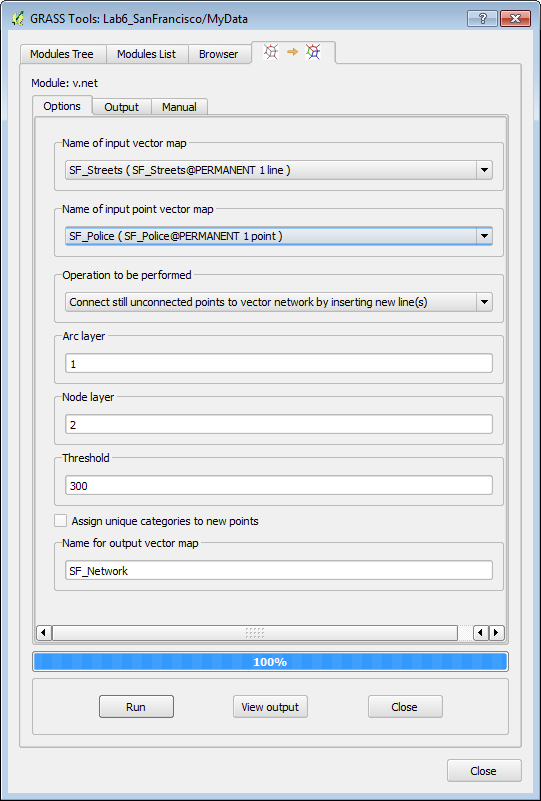 GRASS Tools: Lab6_SanFrancisco/MyData
Modules Tree
Modules List
Browser
Module: v.net
Options
Output
Manual
Name of input vector map
SF_Streets ( SF_Streets@PERMANENT 1 line )
Name of input point vector map
SF_Police ( SF_Police@PERMANENT 1 point )
Operation to be performed
Connect still unconnected points to vector network by inserting new line(s)
Arc layer
1
Node layer
2
Threshold
300
Assign unique categories to new points
Name for output vector map
SF_Network
100%
Run
View output
Close
Close